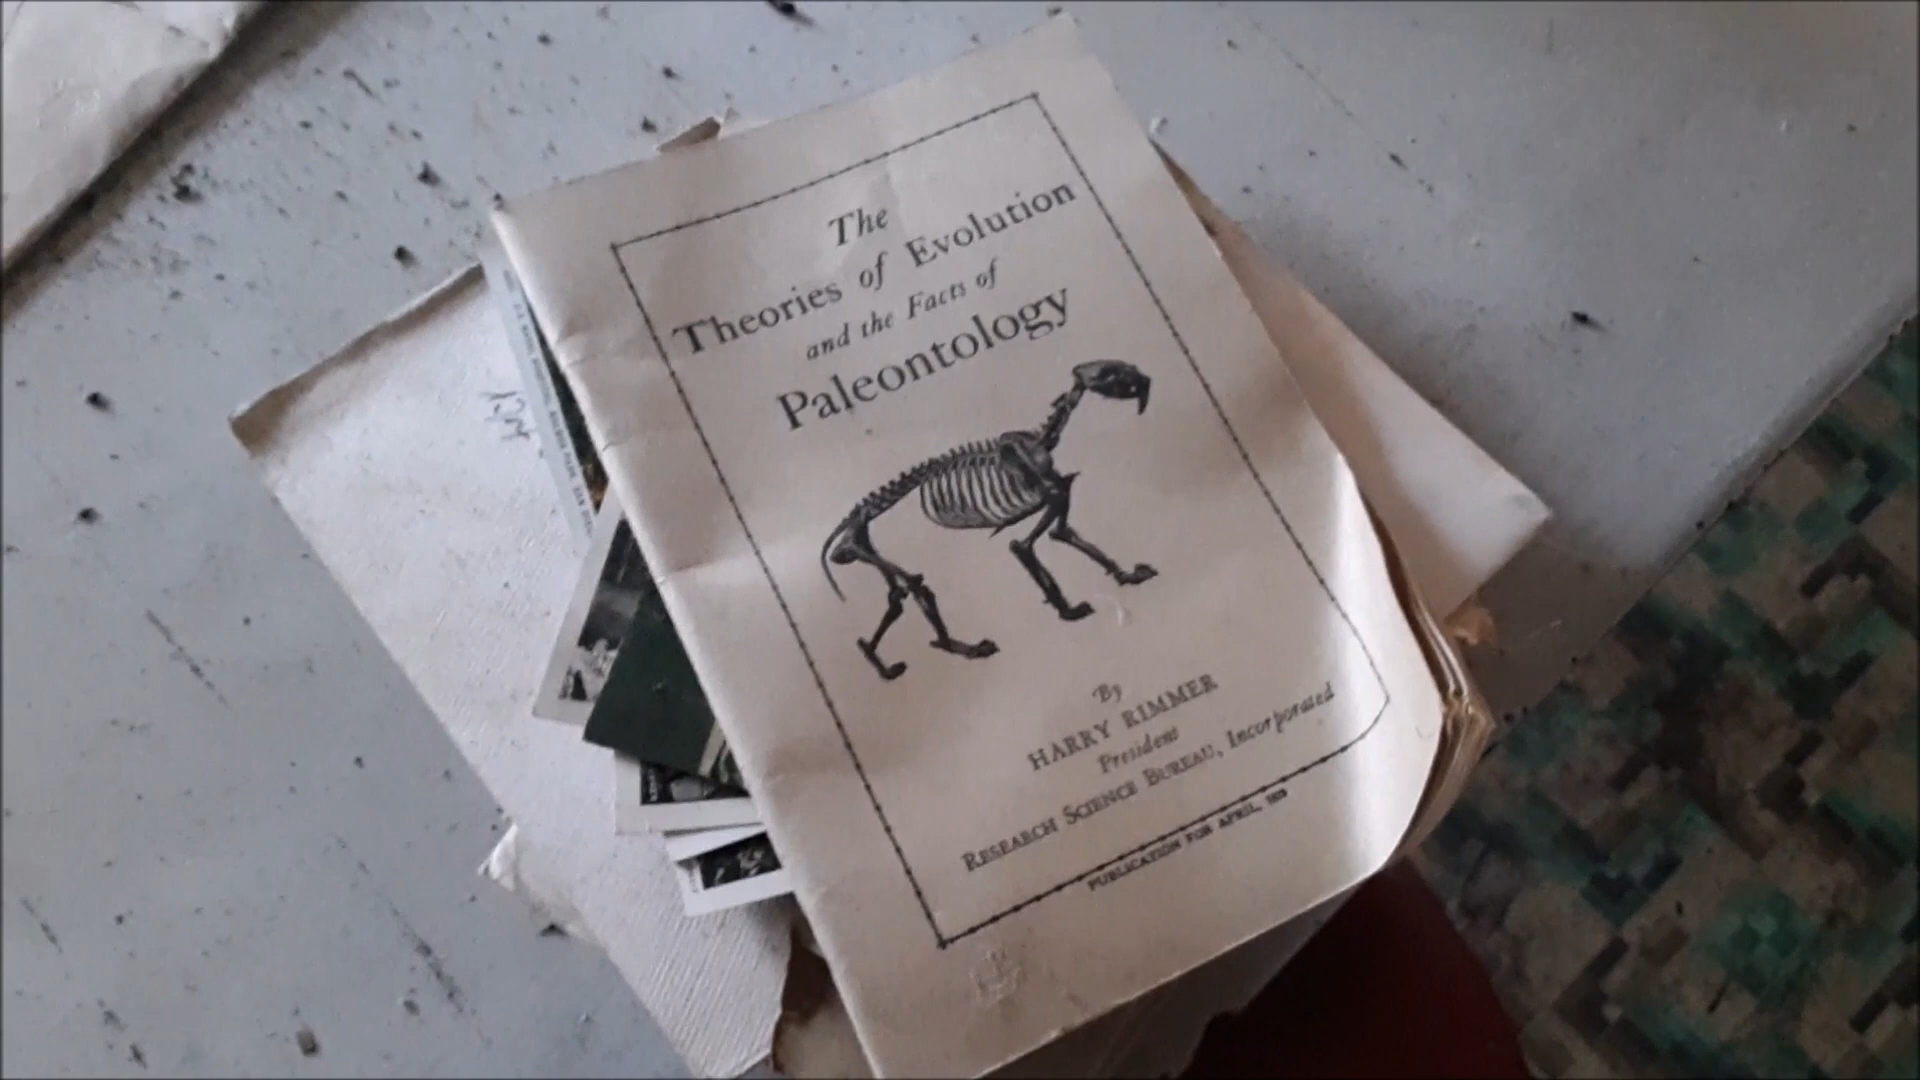 The
Theories of Evolution
and the Facts of
Paleontology
By
HARRY RIMMER
President
RESEARCH SCIENCE BUREAU, Incorporated
PUBLICATION FOR APRIL,